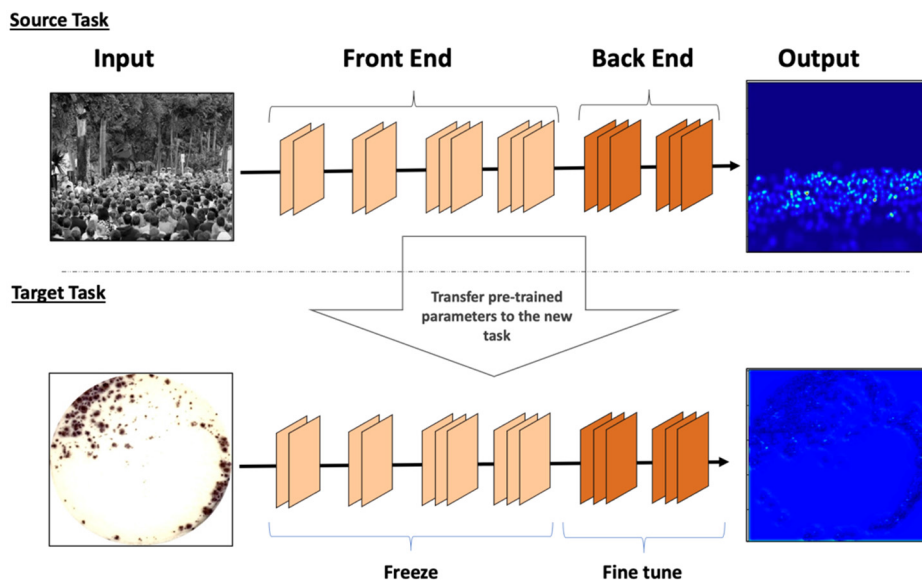 Source Task
Input
Front End
Back End
Output
Transfer pre-trained
parameters to the new
task
Target Task
Freeze
Fine tune